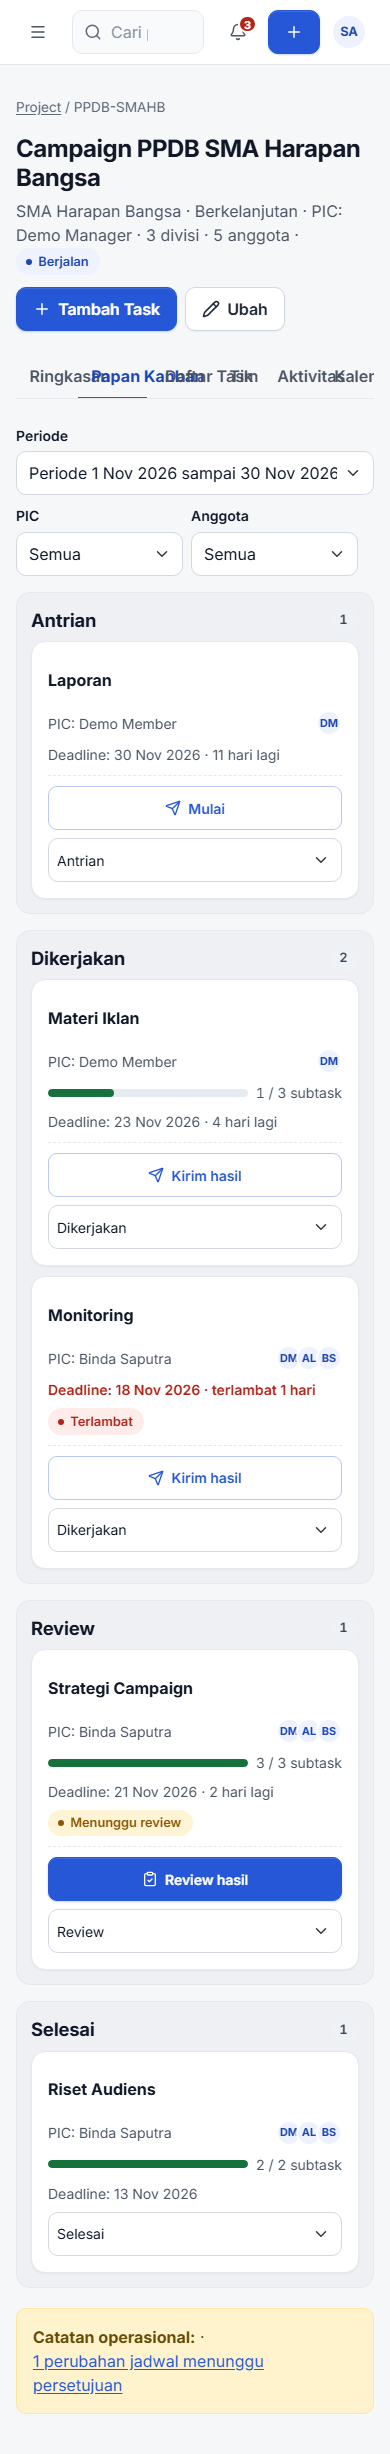 Cari
3
SA
Project / PPDB-SMAHB
Campaign PPDB SMA Harapan
Bangsa
SMA Harapan Bangsa · Berkelanjutan · PIC:
Demo Manager · 3 divisi · 5 anggota ·
Berjalan
Tambah Task
Ubah
Ringkasan Papan Kanban Daftar Task Tim Aktivitas Kalen
Periode
Periode 1 Nov 2026 sampai 30 Nov 2026
PIC Anggota
Semua Semua
Antrian 1
Laporan
PIC: Demo Member DM
Deadline: 30 Nov 2026 · 11 hari lagi
Mulai
Antrian
Dikerjakan 2
Materi Iklan
PIC: Demo Member DM
1 / 3 subtask
Deadline: 23 Nov 2026 · 4 hari lagi
Kirim hasil
Dikerjakan
Monitoring
PIC: Binda Saputra DM AL BS
Deadline: 18 Nov 2026 · terlambat 1 hari
Terlambat
Kirim hasil
Dikerjakan
Review 1
Strategi Campaign
PIC: Binda Saputra DM AL BS
3 / 3 subtask
Deadline: 21 Nov 2026 · 2 hari lagi
Menunggu review
Review hasil
Review
Selesai 1
Riset Audiens
PIC: Binda Saputra DM AL BS
2 / 2 subtask
Deadline: 13 Nov 2026
Selesai
Catatan operasional: ·
1 perubahan jadwal menunggu
persetujuan